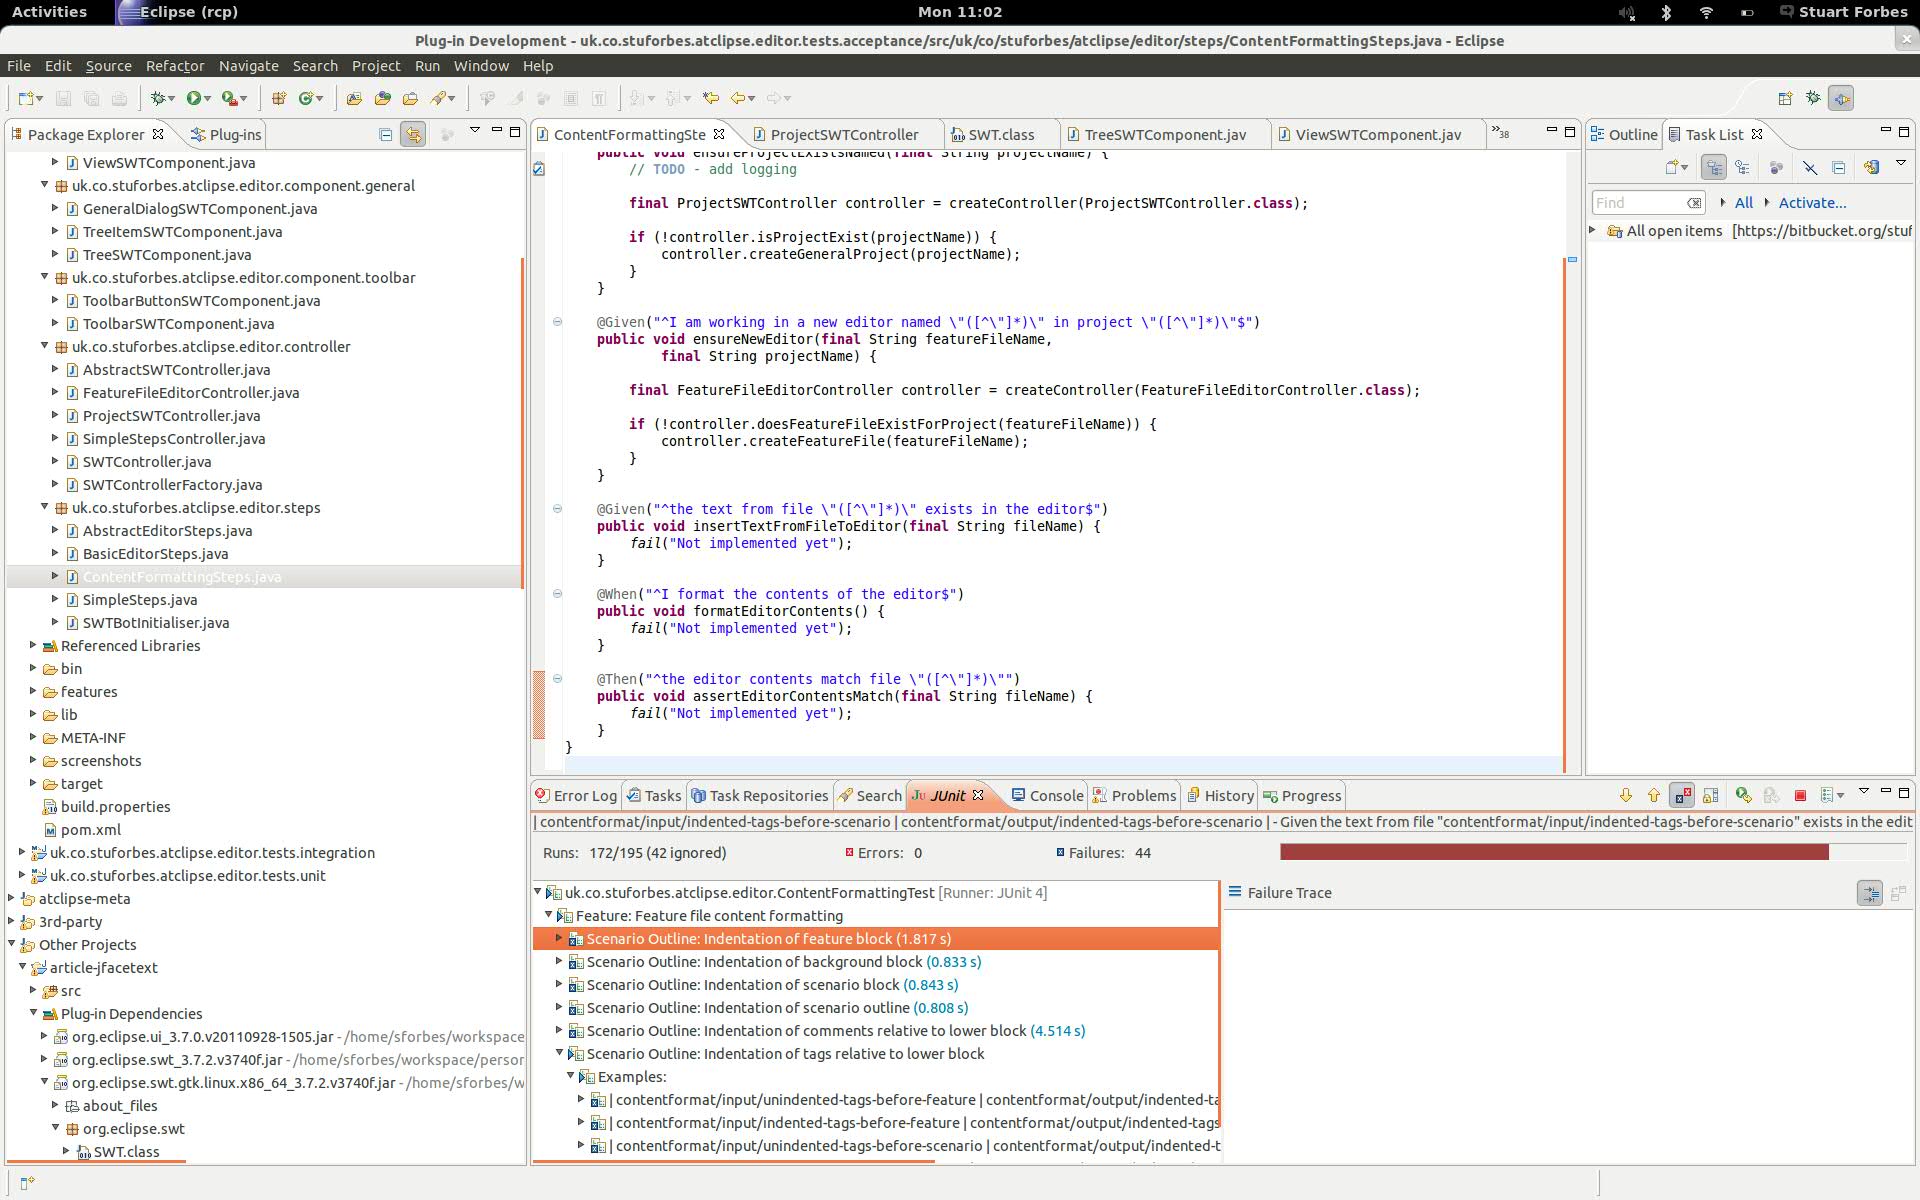 Activities
Eclipse (rcp)
Mon 11:02
Stuart Forbes
Plug-in Development - uk.co.stuforbes.atclipse.editor.tests.acceptance/src/uk/co/stuforbes/atclipse/editor/steps/ContentFormattingSteps.java - Eclipse
File Edit Source Refactor Navigate Search Project Run Window Help
Package Explorer
Plug-ins
ViewSWTComponent.java
uk.co.stuforbes.atclipse.editor.component.general
GeneralDialogSWTComponent.java
TreeItemSWTComponent.java
TreeSWTComponent.java
uk.co.stuforbes.atclipse.editor.component.toolbar
ToolbarButtonSWTComponent.java
ToolbarSWTComponent.java
uk.co.stuforbes.atclipse.editor.controller
AbstractSWTController.java
FeatureFileEditorController.java
ProjectSWTController.java
SimpleStepsController.java
SWTController.java
SWTControllerFactory.java
uk.co.stuforbes.atclipse.editor.steps
AbstractEditorSteps.java
BasicEditorSteps.java
ContentFormattingSteps.java
SimpleSteps.java
SWTBotInitialiser.java
Referenced Libraries
bin
features
lib
META-INF
screenshots
target
build.properties
pom.xml
uk.co.stuforbes.atclipse.editor.tests.integration
uk.co.stuforbes.atclipse.editor.tests.unit
atclipse-meta
3rd-party
Other Projects
article-jfacetext
src
Plug-in Dependencies
org.eclipse.ui_3.7.0.v20110928-1505.jar - /home/sforbes/workspace
org.eclipse.swt_3.7.2.v3740f.jar - /home/sforbes/workspace/person
org.eclipse.swt.gtk.linux.x86_64_3.7.2.v3740f.jar - /home/sforbes/w
about_files
org.eclipse.swt
SWT.class
ContentFormattingSte
ProjectSWTController
SWT.class
TreeSWTComponent.jav
ViewSWTComponent.jav
»38
public void ensureProjectExistsNamed(final String projectName) {
// TODO - add logging
final ProjectSWTController controller = createController(ProjectSWTController.class);
if (!controller.isProjectExist(projectName)) {
controller.createGeneralProject(projectName);
}
}
@Given("^I am working in a new editor named \"([^\"]*)\" in project \"([^\"]*)\"$")
public void ensureNewEditor(final String featureFileName,
final String projectName) {
final FeatureFileEditorController controller = createController(FeatureFileEditorController.class);
if (!controller.doesFeatureFileExistForProject(featureFileName)) {
controller.createFeatureFile(featureFileName);
}
}
@Given("^the text from file \"([^\"]*)\" exists in the editor$")
public void insertTextFromFileToEditor(final String fileName) {
fail("Not implemented yet");
}
@When("^I format the contents of the editor$")
public void formatEditorContents() {
fail("Not implemented yet");
}
@Then("^the editor contents match file \"([^\"]*)\"")
public void assertEditorContentsMatch(final String fileName) {
fail("Not implemented yet");
}
}
Outline
Task List
Find
All
Activate...
All open items [https://bitbucket.org/stuf
Error Log
Tasks
Task Repositories
Search
JUnit
Console
Problems
History
Progress
| contentformat/input/indented-tags-before-scenario | contentformat/output/indented-tags-before-scenario | - Given the text from file "contentformat/input/indented-tags-before-scenario" exists in the edit
Runs: 172/195 (42 ignored)
Errors: 0
Failures: 44
uk.co.stuforbes.atclipse.editor.ContentFormattingTest [Runner: JUnit 4]
Feature: Feature file content formatting
Scenario Outline: Indentation of feature block (1.817 s)
Scenario Outline: Indentation of background block (0.833 s)
Scenario Outline: Indentation of scenario block (0.843 s)
Scenario Outline: Indentation of scenario outline (0.808 s)
Scenario Outline: Indentation of comments relative to lower block (4.514 s)
Scenario Outline: Indentation of tags relative to lower block
Examples:
| contentformat/input/unindented-tags-before-feature | contentformat/output/indented-ta
| contentformat/input/indented-tags-before-feature | contentformat/output/indented-tags
| contentformat/input/unindented-tags-before-scenario | contentformat/output/indented-t
Failure Trace